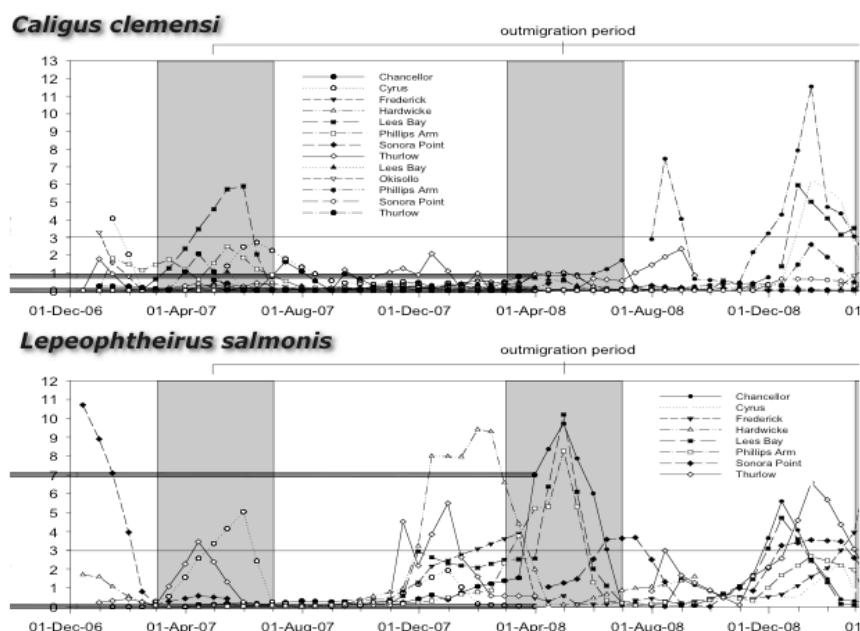 Caligus clemensi
outmigration period
13
12
11
10
9
8
7
6
5
4
3
2
1
0
Chancellor
Cyrus
Frederick
Hardwicke
Lees Bay
Phillips Arm
Sonora Point
Thurlow
Lees Bay
Okisollo
Phillips Arm
Sonora Point
Thurlow
01-Dec-06 01-Apr-07 01-Aug-07 01-Dec-07 01-Apr-08 01-Aug-08 01-Dec-08 01
Lepeophtheirus salmonis
outmigration period
12
11
10
9
8
7
6
5
4
3
2
1
0
Chancellor
Cyrus
Frederick
Hardwicke
Lees Bay
Phillips Arm
Sonora Point
Thurlow
01-Dec-06 01-Apr-07 01-Aug-07 01-Dec-07 01-Apr-08 01-Aug-08 01-Dec-08 01